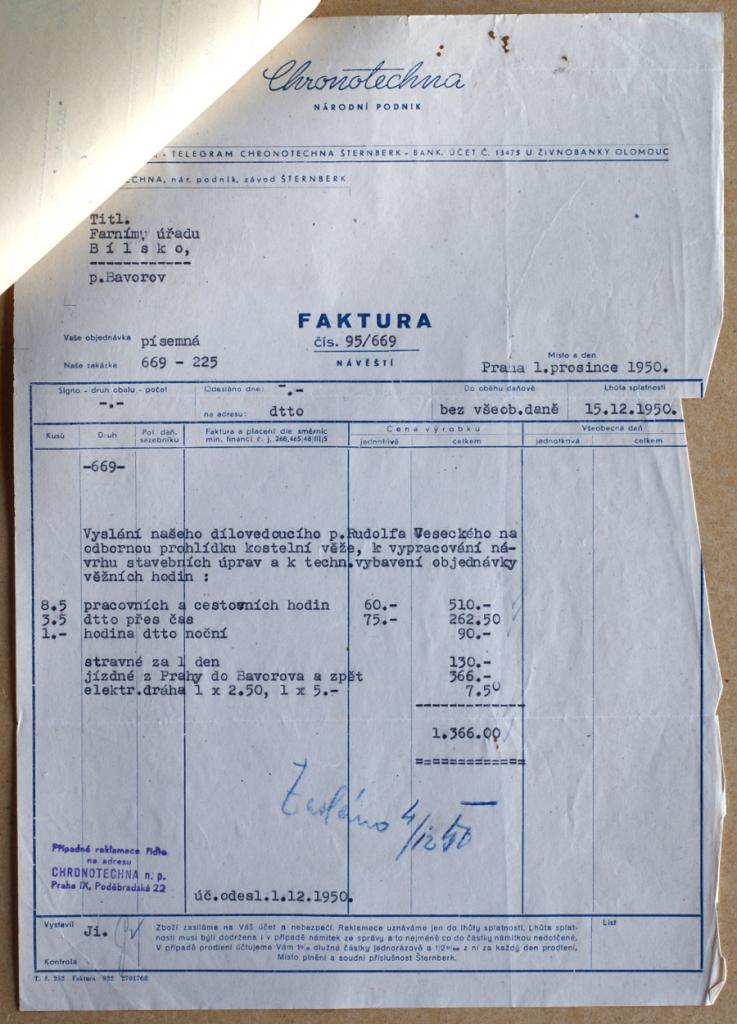 Chronotechna
NÁRODNÍ PODNIK
TELEGRAM CHRONOTECHNA ŠTERNBERK - BANK. ÚČET Č. 13475 U ŽIVNOBANKY OLOMOUC
ECHNA, nár. podnik, závod ŠTERNBERK
Titl.
Farnímy úřadu
Bílsko,
p.Bavorov
FAKTURA
Vaše objednávka písemná
čís. 95/669
Naše zakázka 669 - 225
NÁVĚŠTÍ
Místo a den
Praha 1.prosince 1950.
Signo - druh obalu - počet
-.-
Odesláno dne: -.-
na adresu: dtto
Do oběhu daňově
bez všeob.daně
Lhůta splatnosti
15.12.1950.
Kusů Druh Pol. daň. sazebníku
Faktura a placení dle směrnic
min. financí č. j. 268,465/48/III/5
Cena výrobku
jednotlivě celkem
Všeobecná daň
jednotková celkem
-669-
Vyslání našeho dílovedoucího p.Rudolfa Veseckého na
odbornou prohlídku kostelní věže, k vypracování ná-
vrhu stavebních úprav a k techn.vybavení objednávky
věžních hodin :
8.5 pracovních a cestovních hodin 60.- 510.-
3.5 dtto přes čas 75.- 262.50
1.- hodina dtto noční 90.-
stravné za 1 den 130.-
jízdné z Prahy do Bavorova a zpět 366.-
elektr.dráha 1 x 2.50, 1 x 5.- 7.50
1.366.00
4/12 50
Případné reklamace řiďte
na adresu
CHRONOTECHNA n. p.
Praha IX, Poděbradská 22
úč.odesl.1.12.1950.
Vystavil Ji.
Kontrola
Zboží zasíláme na Váš účet a nebezpečí. Reklamace uznáváme jen do lhůty splatnosti. Lhůta splat-
nosti musí býti dodržena i v případě námitek ze správy a to nejméně co do částky námitkou nedotčené.
V případě prodlení účtujeme Vám 1% z dlužné částky jednorázově a z ní za každý den prodlení.
Místo plnění a soudní příslušnost Šternberk.
List
T. č. 252 Faktura 952 2701768